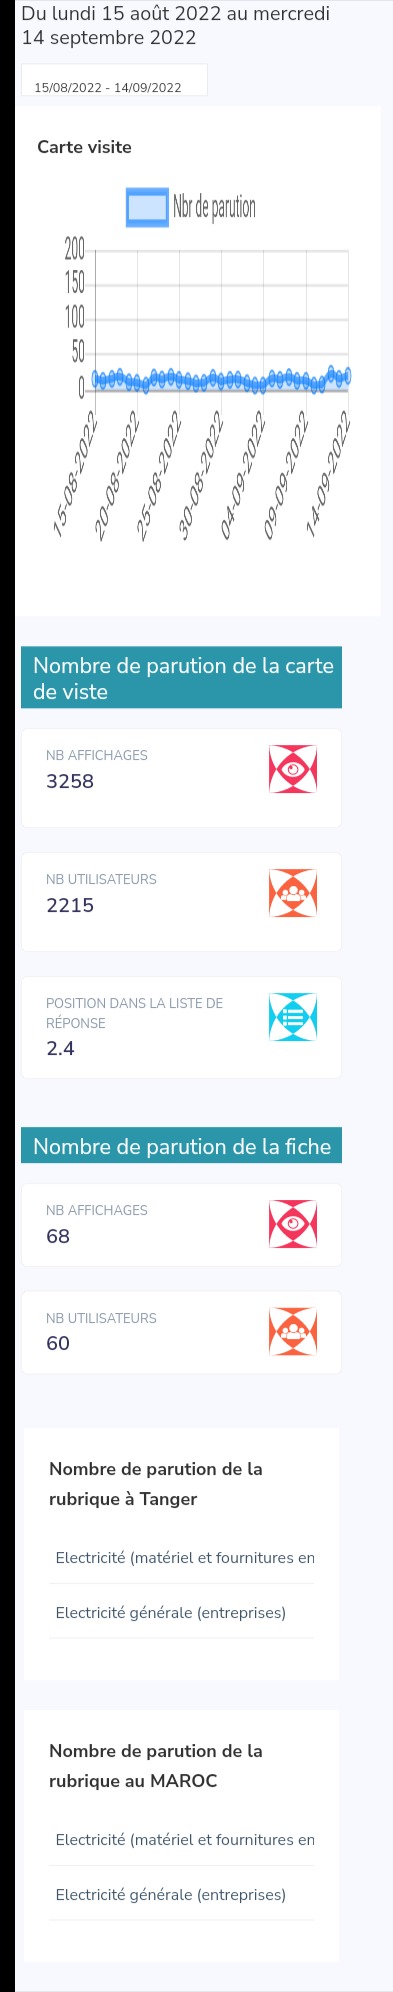 Du lundi 15 août 2022 au mercredi
14 septembre 2022
15/08/2022 - 14/09/2022
Carte visite
Nbr de parution
200
150
100
50
0
15-08-2022
20-08-2022
25-08-2022
30-08-2022
04-09-2022
09-09-2022
14-09-2022
Nombre de parution de la carte
de viste
NB AFFICHAGES
3258
NB UTILISATEURS
2215
POSITION DANS LA LISTE DE
RÉPONSE
2.4
Nombre de parution de la fiche
NB AFFICHAGES
68
NB UTILISATEURS
60
Nombre de parution de la
rubrique à Tanger
Electricité (matériel et fournitures en
Electricité générale (entreprises)
Nombre de parution de la
rubrique au MAROC
Electricité (matériel et fournitures en
Electricité générale (entreprises)